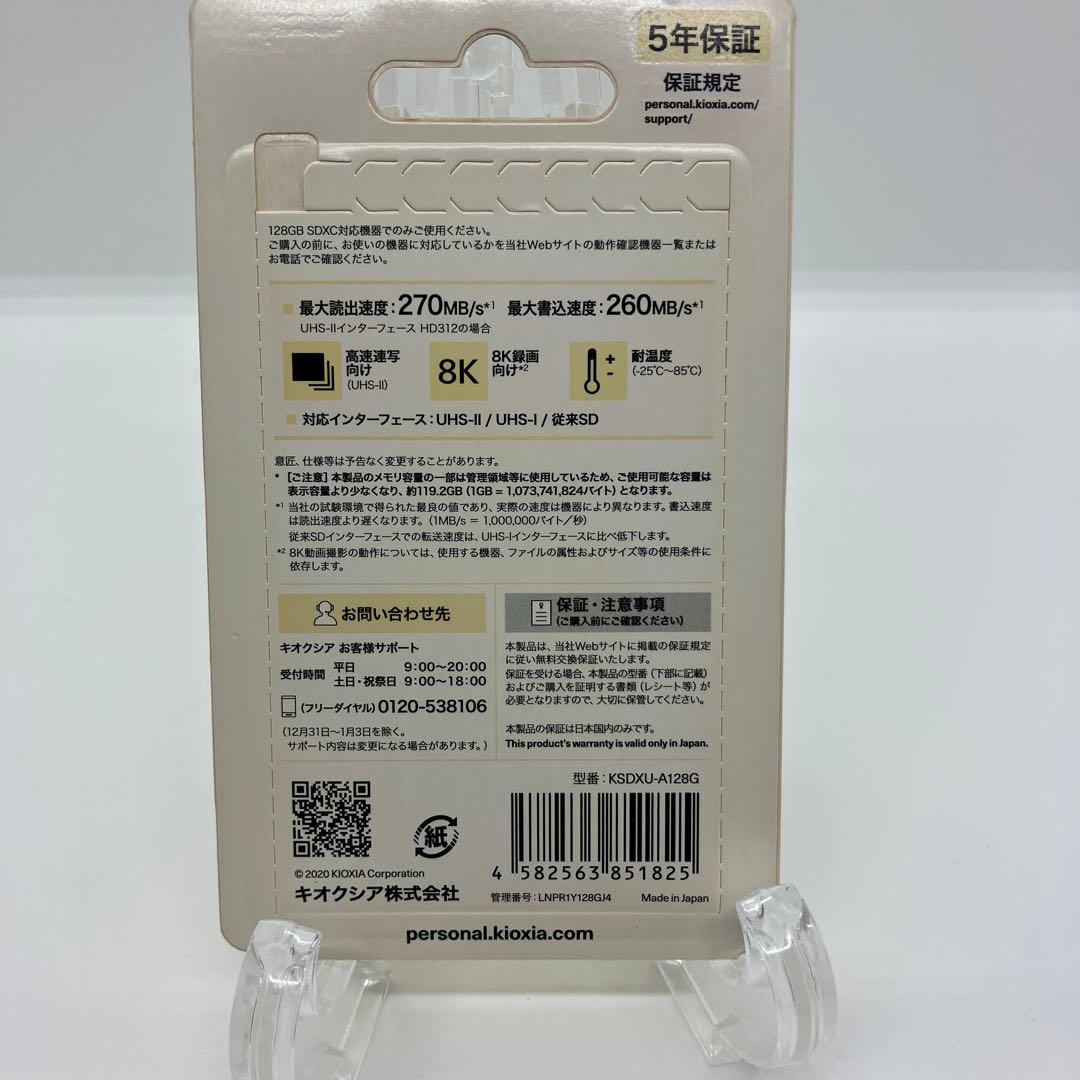 5年保証
保証規定
personal.kioxia.com/
support/
128GB SDXC対応機器でのみご使用ください。
ご購入の前に、お使いの機器に対応しているかを当社Webサイトの動作確認機器一覧または
お電話でご確認ください。
最大読出速度:270MB/s*1 最大書込速度:260MB/s*1
UHS-IIインターフェース HD312の場合
高速連写
向け
(UHS-II)
8K
8K録画
向け*2
+
-
耐温度
(-25℃~85℃)
対応インターフェース:UHS-II / UHS-I / 従来SD
意匠、仕様等は予告なく変更することがあります。
* [ご注意] 本製品のメモリ容量の一部は管理領域等に使用しているため、ご使用可能な容量は
表示容量より少なくなり、約119.2GB (1GB = 1,073,741,824バイト) となります。
*1 当社の試験環境で得られた最良の値であり、実際の速度は機器により異なります。書込速度
は読出速度より遅くなります。(1MB/s = 1,000,000バイト/秒)
従来SDインターフェースでの転送速度は、UHS-Iインターフェースに比べ低下します。
*2 8K動画撮影の動作については、使用する機器、ファイルの属性およびサイズ等の使用条件に
依存します。
お問い合わせ先
キオクシア お客様サポート
受付時間 平日 9:00~20:00
土日・祝祭日 9:00~18:00
(フリーダイヤル) 0120-538106
(12月31日~1月3日を除く。
サポート内容は変更になる場合があります。)
保証・注意事項
(ご購入前にご確認ください)
本製品は、当社Webサイトに掲載の保証規定
に従い無料交換保証いたします。
保証を受ける場合、本製品の型番(下部に記載)
およびご購入を証明する書類(レシート等)が
必要となりますので、大切に保管してください。
本製品の保証は日本国内のみです。
This product's warranty is valid only in Japan.
型番:KSDXU-A128G
紙
4 582563 851825
© 2020 KIOXIA Corporation
キオクシア株式会社
管理番号:LNPR1Y128GJ4 Made in Japan
personal.kioxia.com